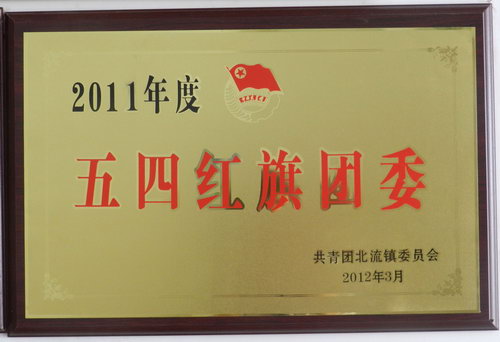 2011年度
五四红旗团委
共青团北流镇委员会
2012年3月